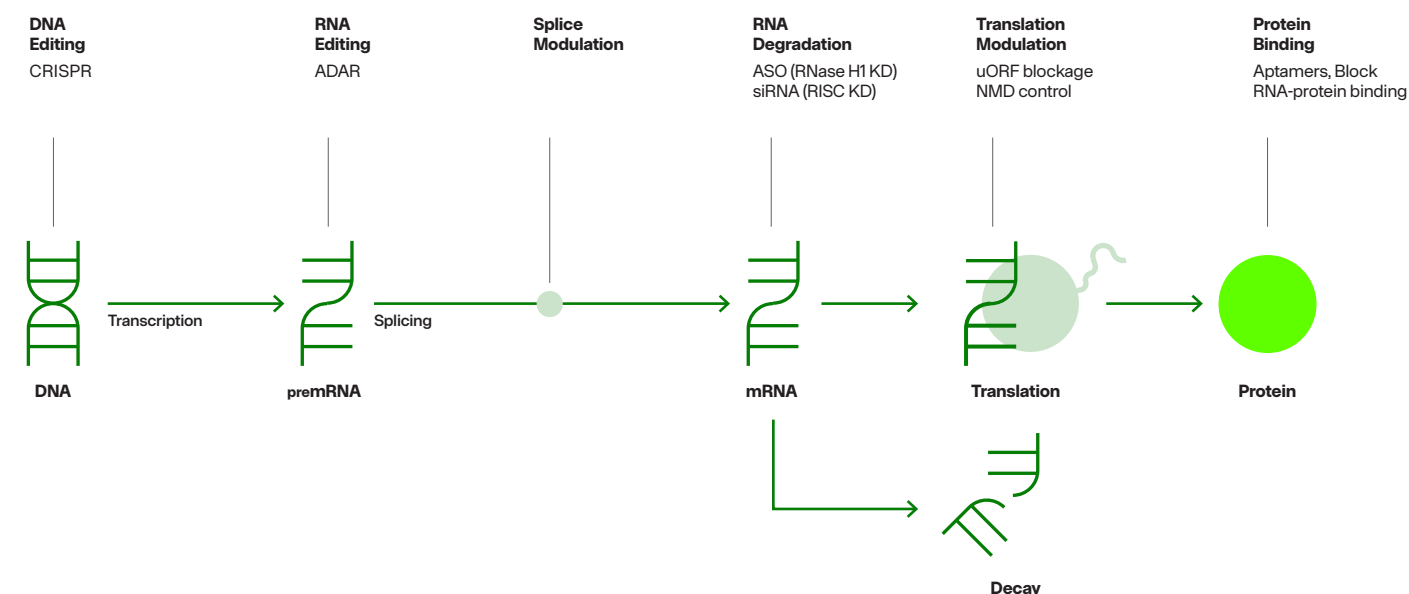 DNA
Editing
CRISPR
RNA
Editing
ADAR
Splice
Modulation
RNA
Degradation
ASO (RNase H1 KD)
siRNA (RISC KD)
Translation
Modulation
uORF blockage
NMD control
Protein
Binding
Aptamers, Block
RNA-protein binding
Transcription
Splicing
DNA
premRNA
mRNA
Translation
Protein
Decay